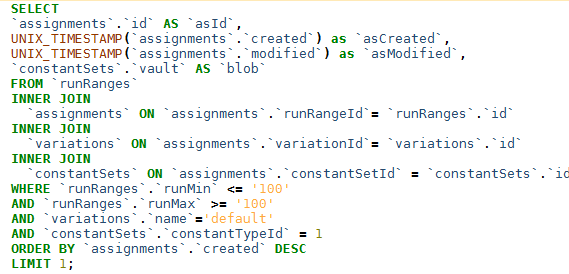 SELECT
`assignments`.`id` AS `asId`,
UNIX_TIMESTAMP(`assignments`.`created`) as `asCreated`,
UNIX_TIMESTAMP(`assignments`.`modified`) as `asModified`,
`constantSets`.`vault` AS `blob`
FROM `runRanges`
INNER JOIN
`assignments` ON `assignments`.`runRangeId`= `runRanges`.`id`
INNER JOIN
`variations` ON `assignments`.`variationId`= `variations`.`id`
INNER JOIN
`constantSets` ON `assignments`.`constantSetId` = `constantSets`.`id
WHERE `runRanges`.`runMin` <= '100'
AND `runRanges`.`runMax` >= '100'
AND `variations`.`name`='default'
AND `constantSets`.`constantTypeId` = 1
ORDER BY `assignments`.`created` DESC
LIMIT 1;